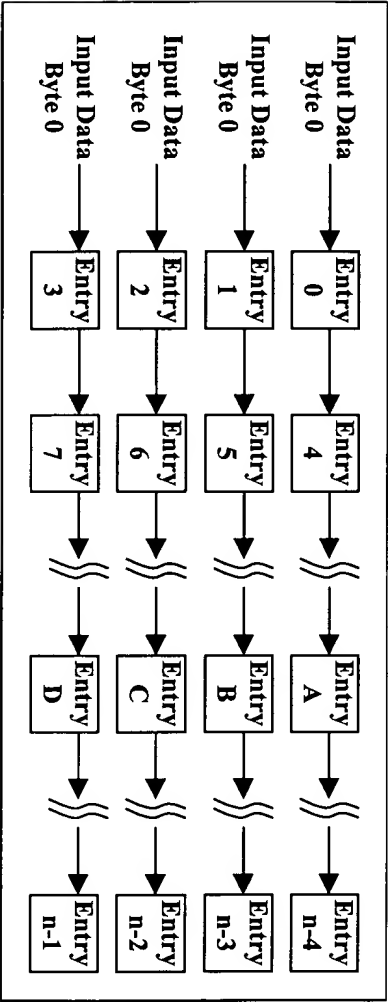 Input Data
Byte 0
Entry
0
Entry
4
Entry
A
Entry
n-4
Input Data
Byte 0
Entry
1
Entry
5
Entry
B
Entry
n-3
Input Data
Byte 0
Entry
2
Entry
6
Entry
C
Entry
n-2
Input Data
Byte 0
Entry
3
Entry
7
Entry
D
Entry
n-1